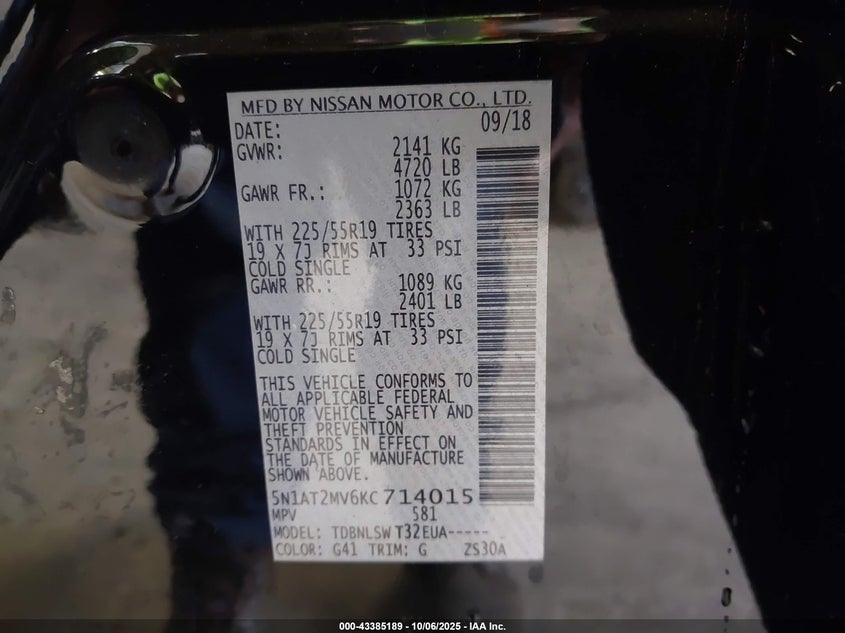 MFD BY NISSAN MOTOR CO., LTD.
DATE: 09/18
GVWR: 2141 KG
4720 LB
GAWR FR.: 1072 KG
2363 LB
WITH 225/55R19 TIRES
19 X 7J RIMS AT 33 PSI
COLD SINGLE
GAWR RR.: 1089 KG
2401 LB
WITH 225/55R19 TIRES
19 X 7J RIMS AT 33 PSI
COLD SINGLE
THIS VEHICLE CONFORMS TO
ALL APPLICABLE FEDERAL
MOTOR VEHICLE SAFETY AND
THEFT PREVENTION
STANDARDS IN EFFECT ON
THE DATE OF MANUFACTURE
SHOWN ABOVE.
5N1AT2MV6KC714015
MPV 581
MODEL: TDBNLSW T32EUA-----
COLOR: G41 TRIM: G ZS30A
000-43385189 - 10/06/2025 - IAA Inc.